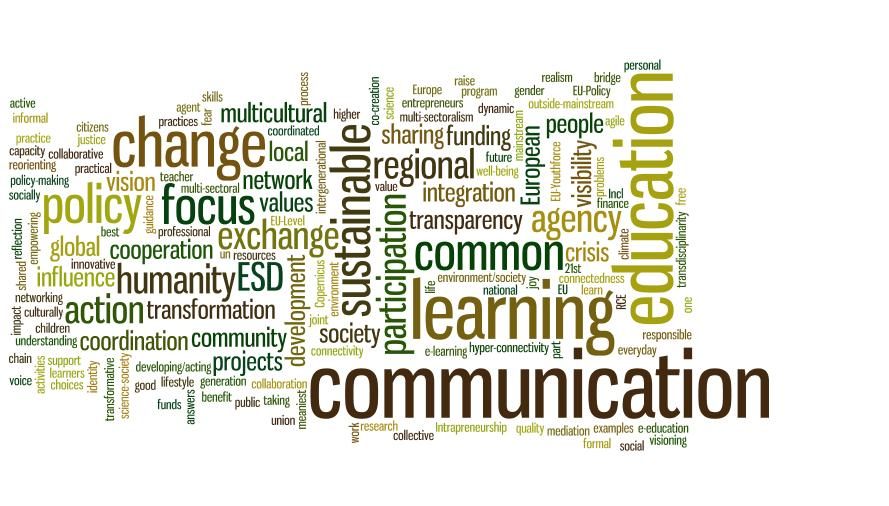 personal
realism
bridge
raise
Europe
program
gender
EU-Policy
process
co-creation
science
skills
active
informal
agent
fear
practices
multicultural
higher
entrepreneurs
dynamic
outside-mainstream
multi-sectoralism
coordinated
citizens
practice
justice
change
local
sharing
funding
mainstream
European
people
agile
education
capacity
collaborative
reorienting
practical
intergenerational
sustainable
regional
future
well-being
EU-Youthforce
visibility
problems
policy-making
vision
teacher
multi-sectoral
network
value
integration
Incl
finance
free
socially
policy
guidance
focus
values
EU-Level
participation
transparency
agency
climate
transdisciplinarity
reflection
empowering
best
professional
exchange
common
crisis
shared
global
cooperation
un
resources
21st
innovative
influence
humanity
ESD
development
Copernicus
environment
environment/society
connectedness
life
national
joy
EU
learn
RCE
one
networking
culturally
action
transformation
joint
learning
impact
children
understanding
coordination
community
society
connectivity
responsible
chain
support
projects
developing/acting
e-learning
hyper-connectivity
part
everyday
voice
activities
learners
choices
identity
transformative
science-society
good
lifestyle
generation
collaboration
communication
funds
answers
benefit
public
taking
meaniest
union
work
research
collective
Intrapreneurship
quality
mediation
examples
e-education
formal
social
visioning